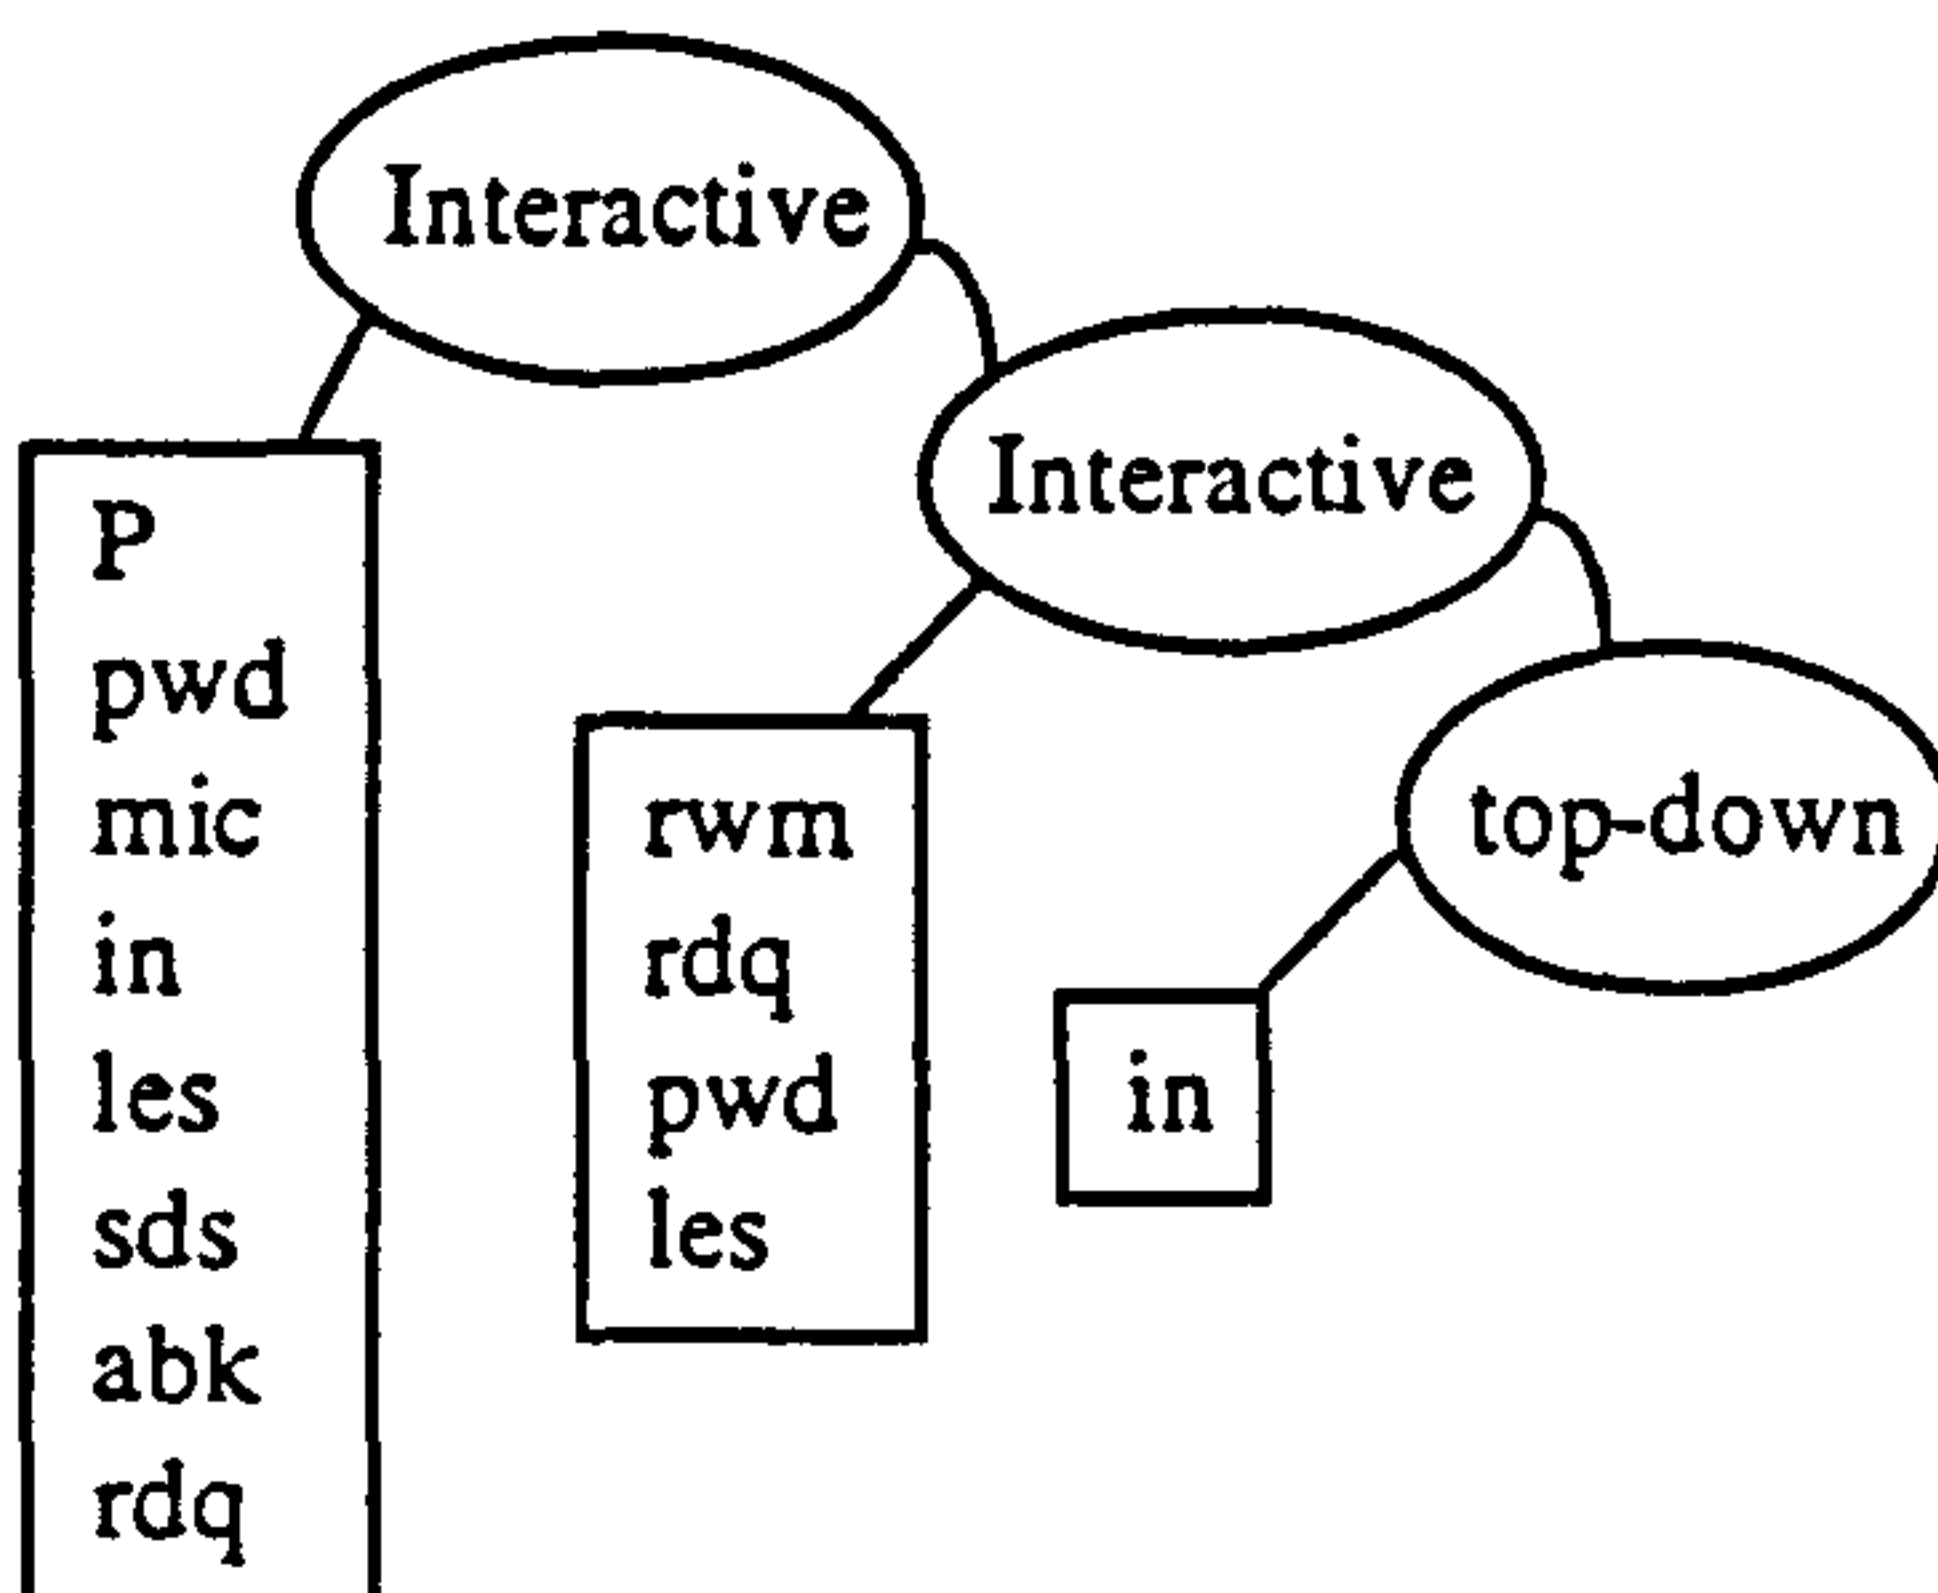 Interactive
Interactive
top-down
P
pwd
mic
in
les
sds
abk
rdq
rwm
rdq
pwd
les
in